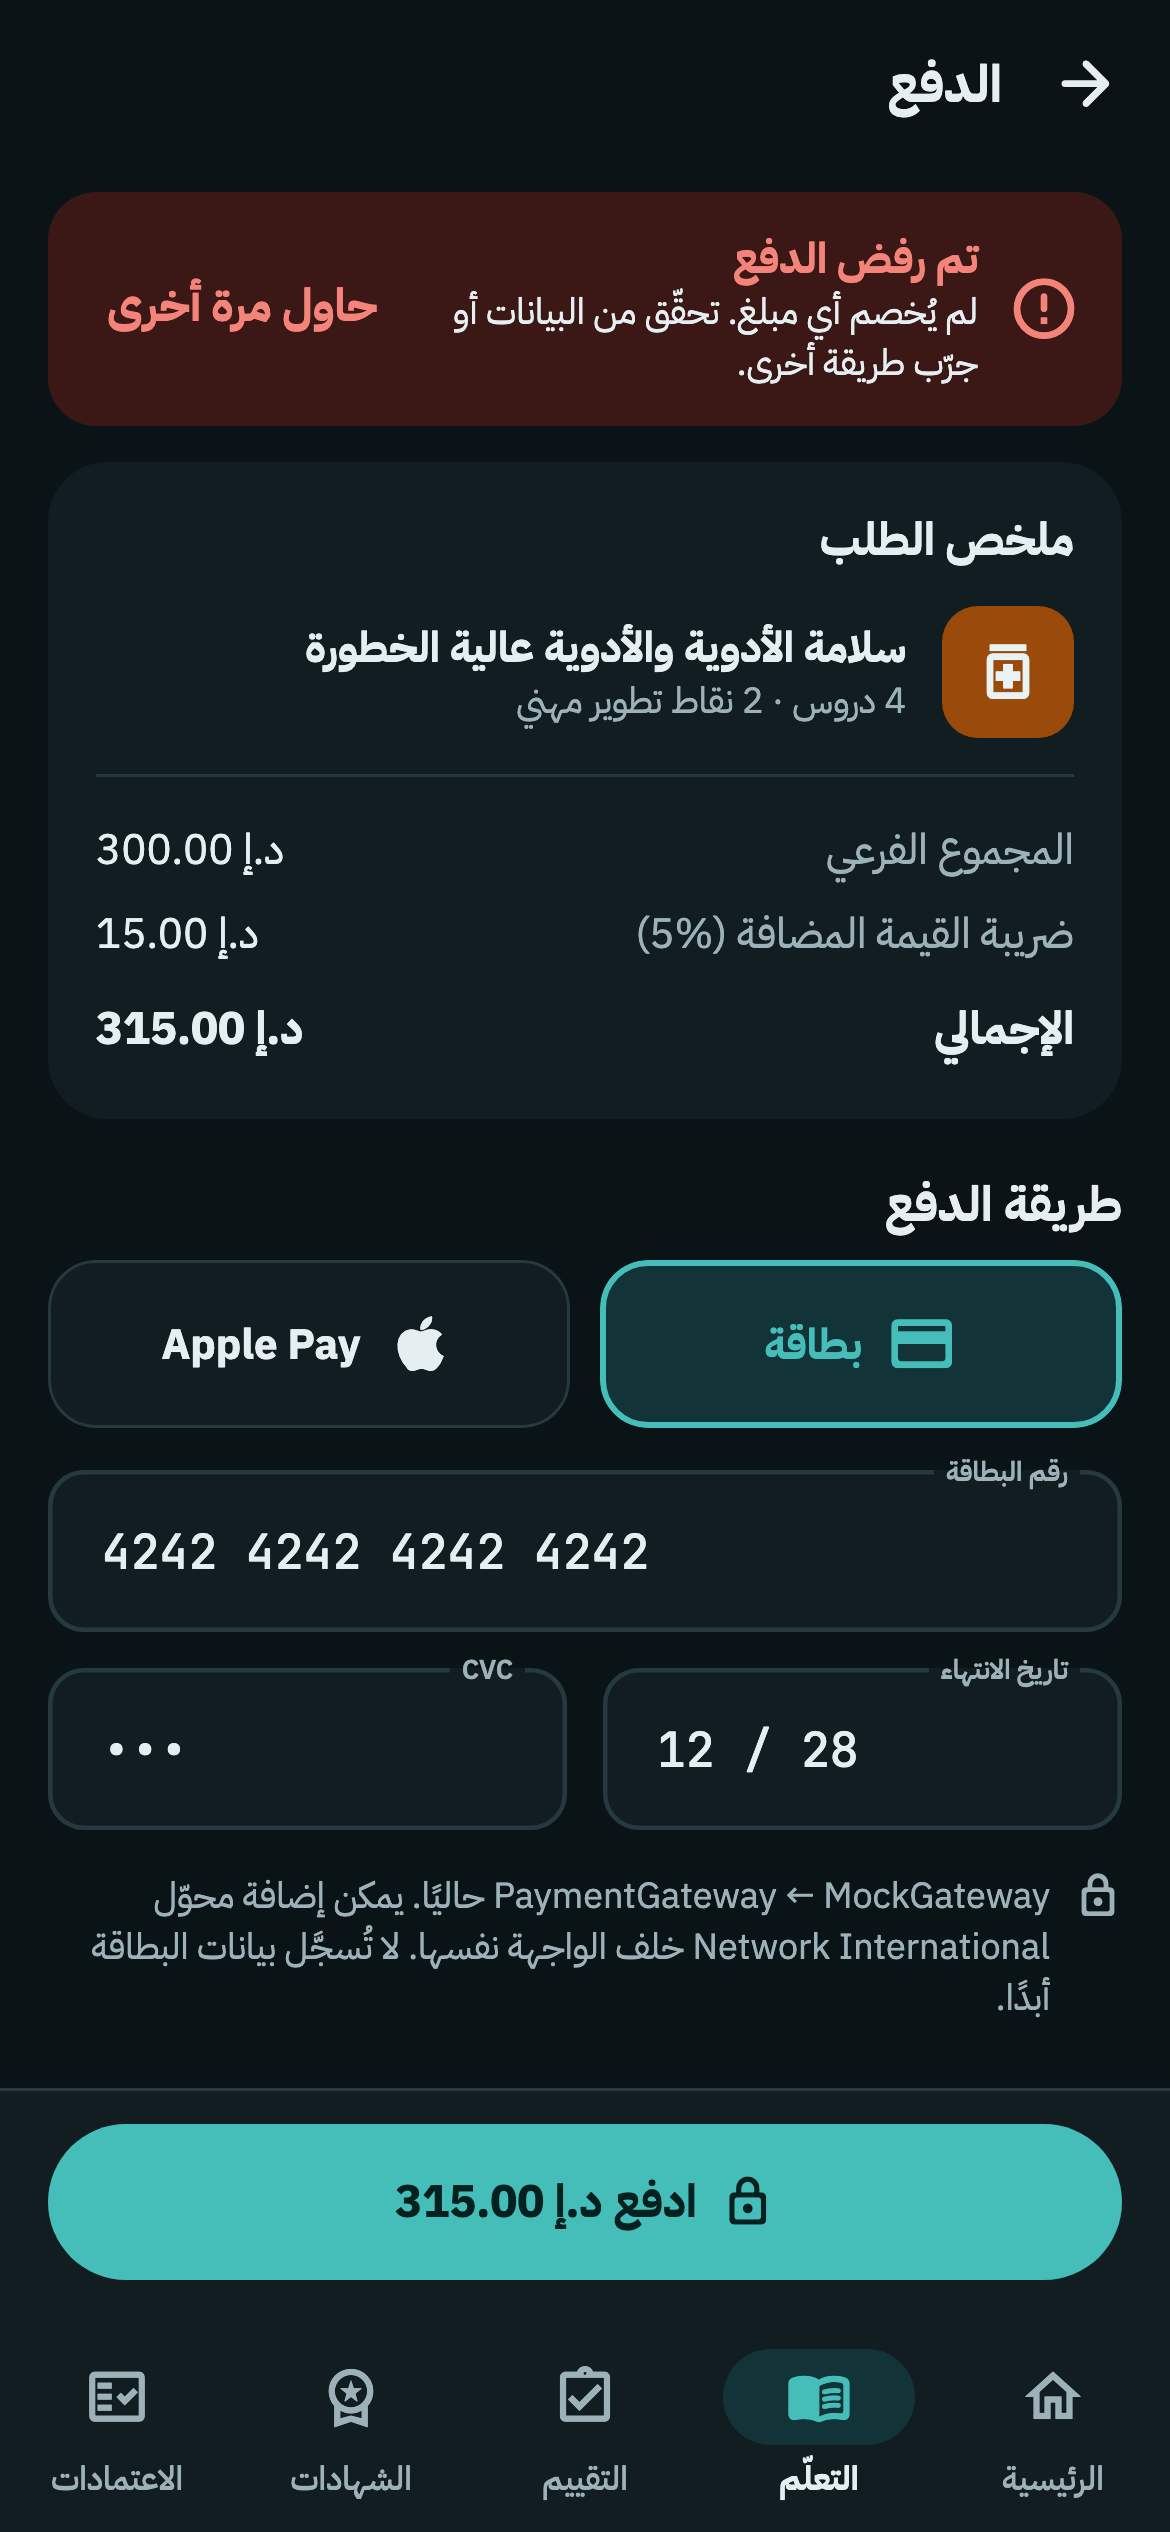 الدفع
تم رفض الدفع
لم يُخصم أي مبلغ. تحقّق من البيانات أو
جرّب طريقة أخرى.
حاول مرة أخرى
ملخص الطلب
سلامة الأدوية والأدوية عالية الخطورة
4 دروس · 2 نقاط تطوير مهني
المجموع الفرعي
د.إ 300.00
ضريبة القيمة المضافة (5%)
د.إ 15.00
الإجمالي
د.إ 315.00
طريقة الدفع
بطاقة
Apple Pay
رقم البطاقة
4242 4242 4242 4242
تاريخ الانتهاء
12 / 28
CVC
•••
PaymentGateway ← MockGateway حاليًا. يمكن إضافة محوّل
Network International خلف الواجهة نفسها. لا تُسجَّل بيانات البطاقة
أبدًا.
ادفع د.إ 315.00
الرئيسية
التعلّم
التقييم
الشهادات
الاعتمادات